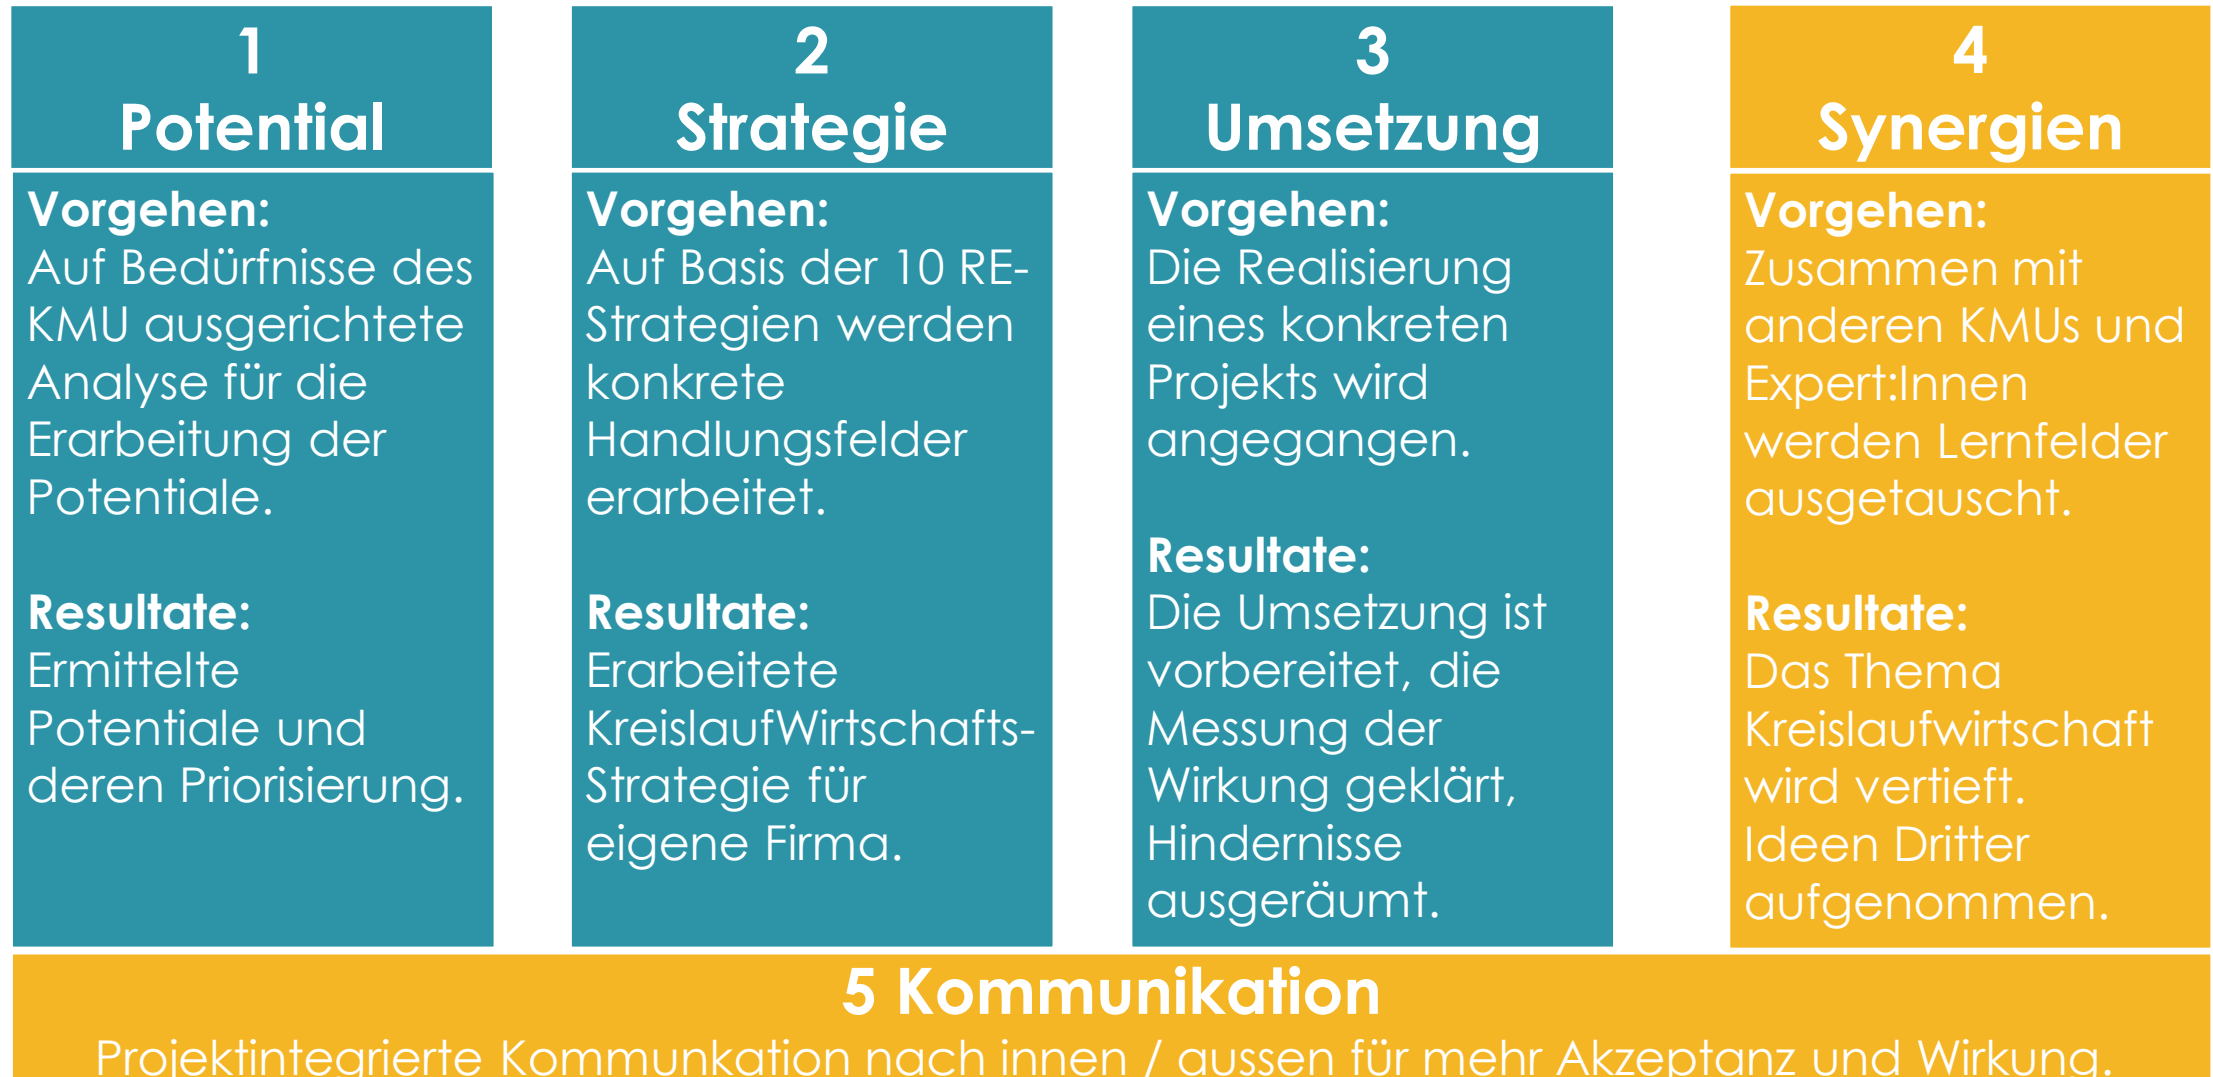 1
Potential
Vorgehen:
Auf Bedürfnisse des
KMU ausgerichtete
Analyse für die
Erarbeitung der
Potentiale.
Resultate:
Ermittelte
Potentiale und
deren Priorisierung.
2
Strategie
Vorgehen:
Auf Basis der 10 RE-
Strategien werden
konkrete
Handlungsfelder
erarbeitet.
Resultate:
Erarbeitete
KreislaufWirtschafts-
Strategie für
eigene Firma.
3
Umsetzung
Vorgehen:
Die Realisierung
eines konkreten
Projekts wird
angegangen.
Resultate:
Die Umsetzung ist
vorbereitet, die
Messung der
Wirkung geklärt,
Hindernisse
ausgeräumt.
4
Synergien
Vorgehen:
Zusammen mit
anderen KMUs und
Expert:Innen
werden Lernfelder
ausgetauscht.
Resultate:
Das Thema
Kreislaufwirtschaft
wird vertieft.
Ideen Dritter
aufgenommen.
5 Kommunikation
Projektintegrierte Kommunkation nach innen / aussen für mehr Akzeptanz und Wirkung.